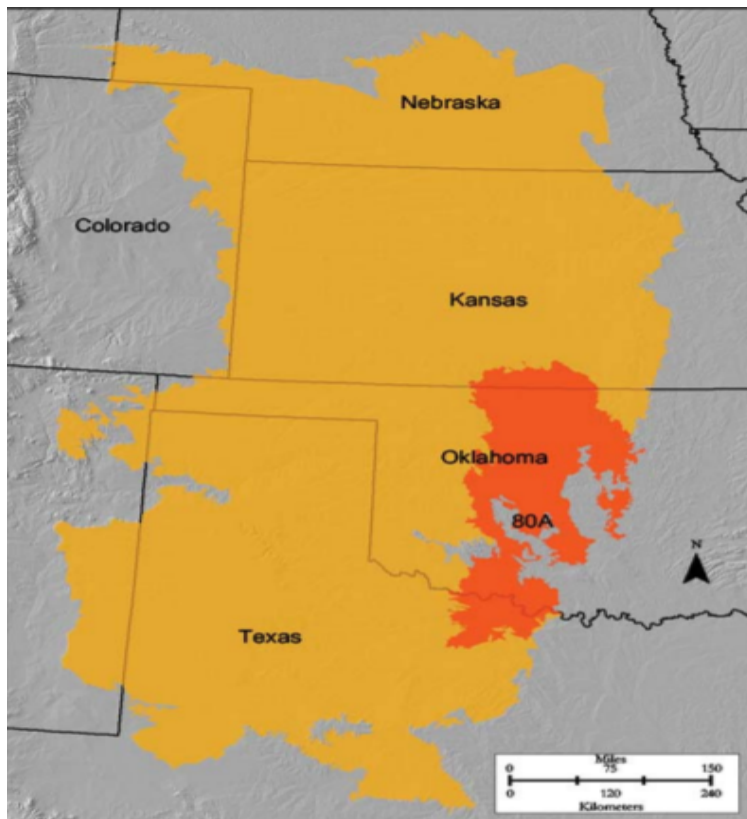 Nebraska
Colorado
Kansas
Oklahoma
80A
N
Texas
Miles
0 75 150
0 120 240
Kilometers